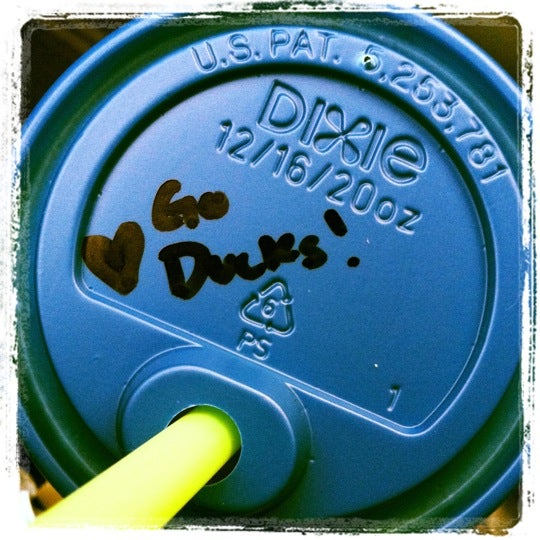 U.S. PAT. 5,253,781
DIXIE
12/16/20oz
Go
Ducks!
6
PS
1